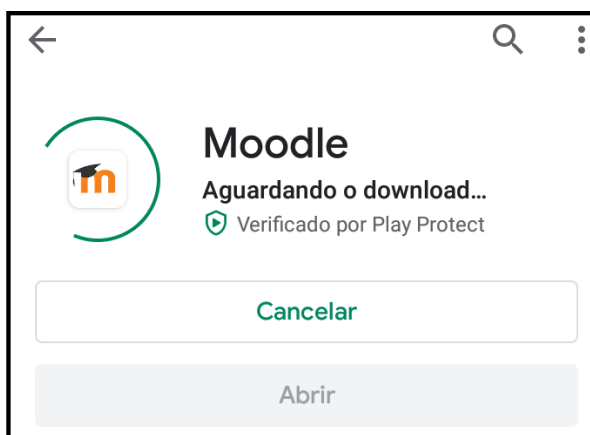 Moodle
Aguardando o download...
Verificado por Play Protect
Cancelar
Abrir